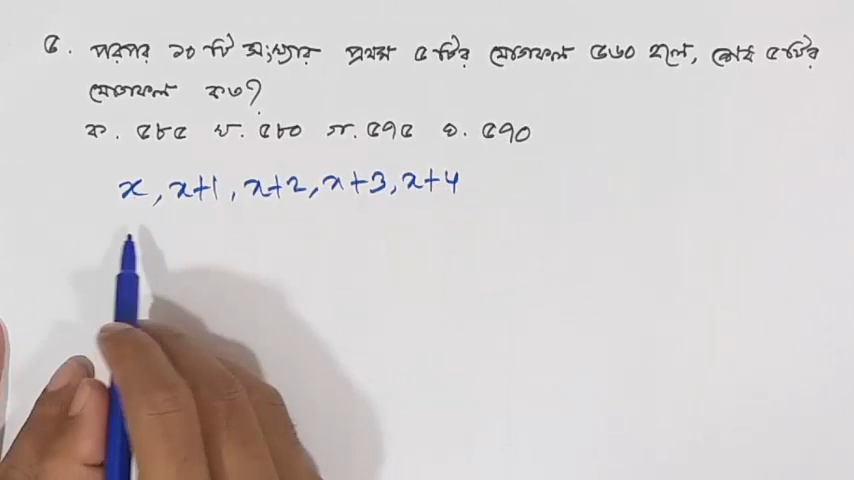 ৫. পরপর ১০টি সংখ্যার প্রথম ৫টির যোগফল ৫৬০ হলে, শেষ ৫টির
যোগফল কত?
ক. ৫৮৫ খ. ৫৮০ গ. ৫৭৫ ঘ. ৫৭০
x, x+1, x+2, x+3, x+4